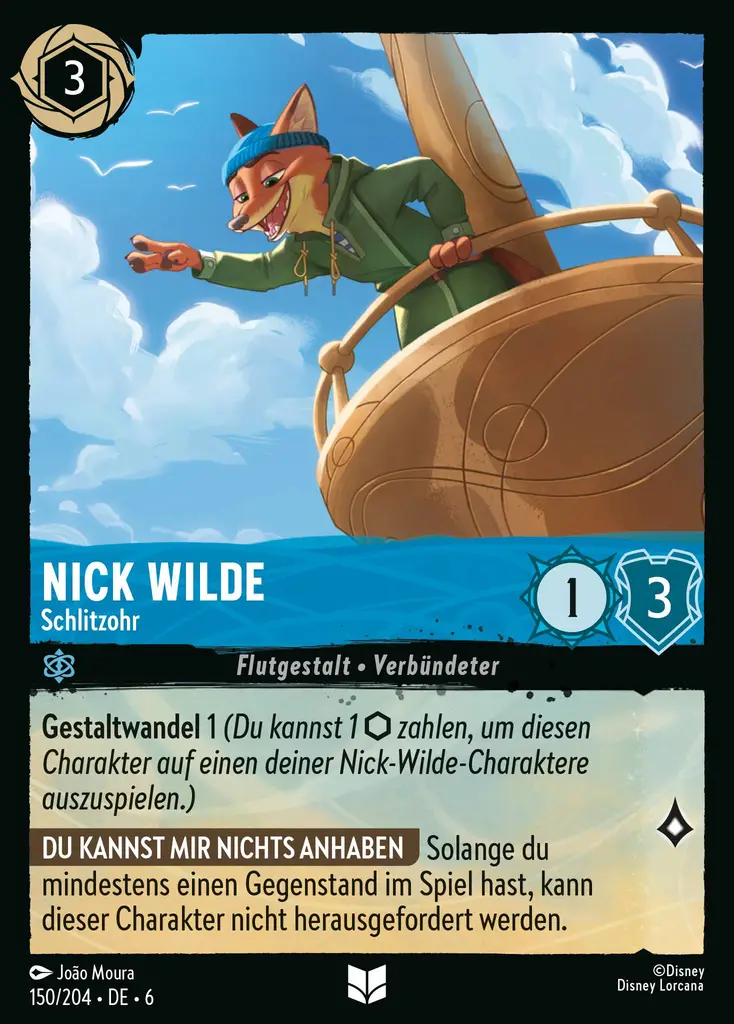 3
NICK WILDE
Schlitzohr
1
3
Flutgestalt • Verbündeter
Gestaltwandel 1 (Du kannst 1 ⬡ zahlen, um diesen
Charakter auf einen deiner Nick-Wilde-Charaktere
auszuspielen.)
DU KANNST MIR NICHTS ANHABEN Solange du
mindestens einen Gegenstand im Spiel hast, kann
dieser Charakter nicht herausgefordert werden.
João Moura
150/204 • DE • 6
©Disney
Disney Lorcana